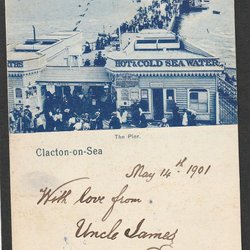 HOT & COLD SEA WATER
The Pier.
Clacton-on-Sea
May 14th 1901
With love from
Uncle James